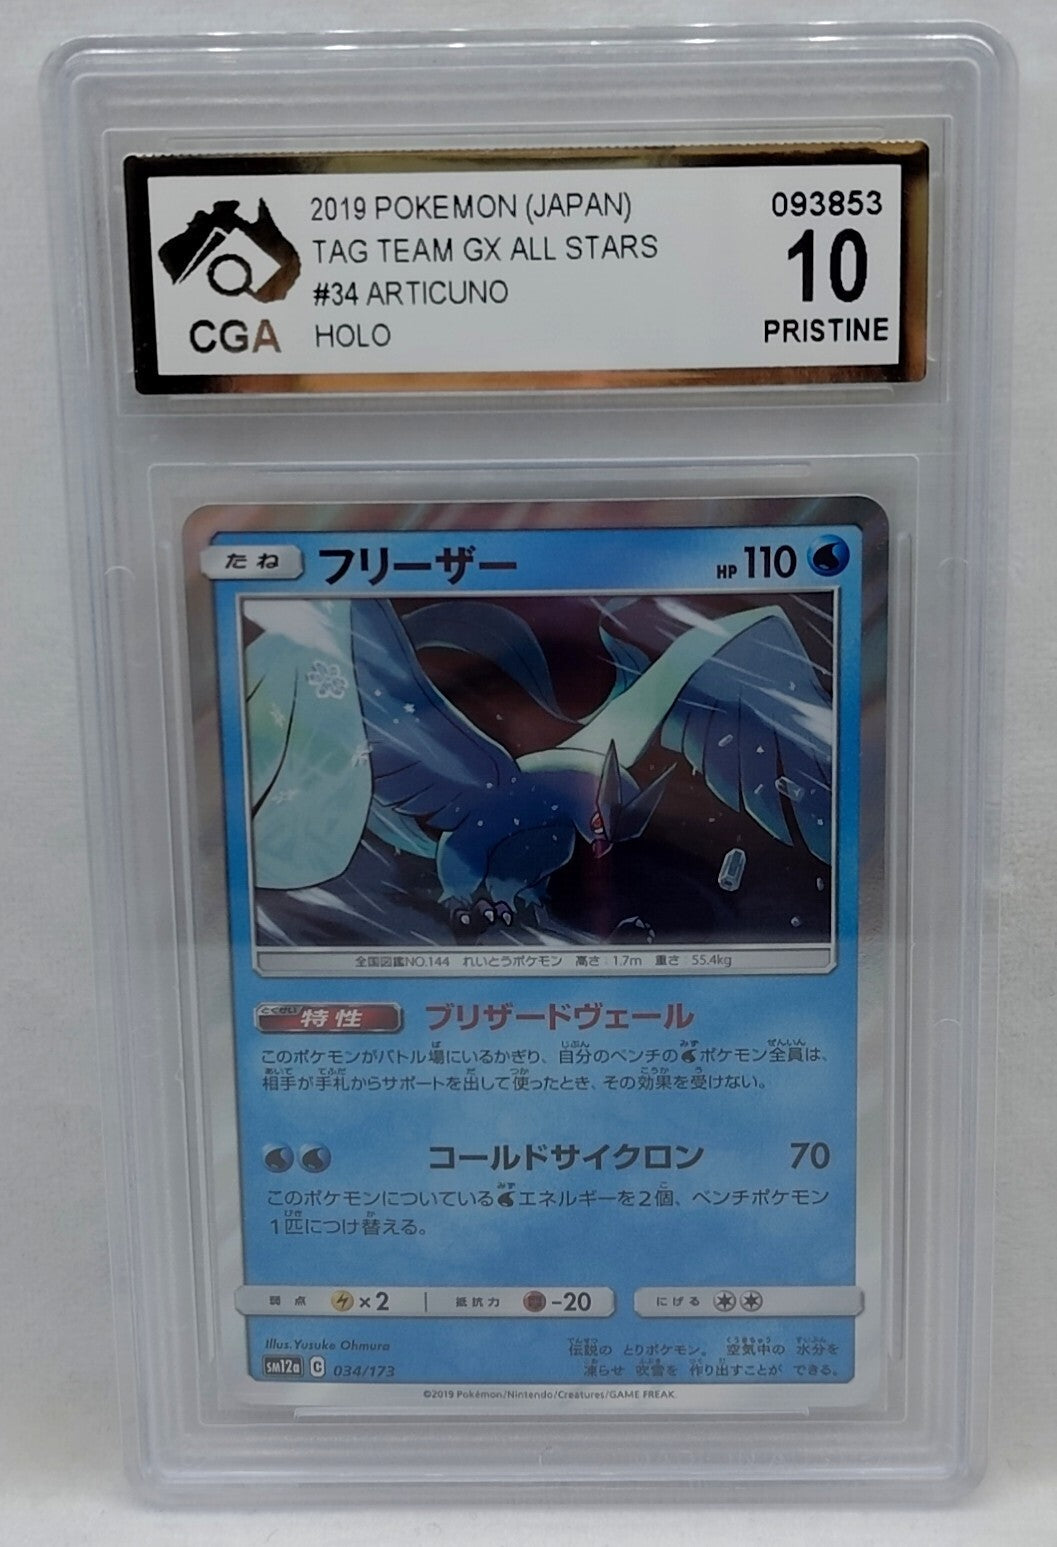 2019 POKEMON (JAPAN)
TAG TEAM GX ALL STARS
#34 ARTICUNO
HOLO
CGA
093853
10
PRISTINE
たね フリーザー HP 110
全国図鑑NO.144 れいとうポケモン 高さ:1.7m 重さ:55.4kg
とくせい
特性 ブリザードヴェール
このポケモンがバトル場にいるかぎり、自分のベンチのポケモン全員は、
相手が手札からサポートを出して使ったとき、その効果を受けない。
コールドサイクロン 70
このポケモンについているエネルギーを2個、ベンチポケモン
1匹につけ替える。
弱点 ×2 抵抗力 -20 にげる
Illus.Yusuke Ohmura
SM12a C 034/173
伝説の とりポケモン。 空気中の 水分を
凍らせ 吹雪を 作り出すことが できる。
©2019 Pokémon/Nintendo/Creatures/GAME FREAK.